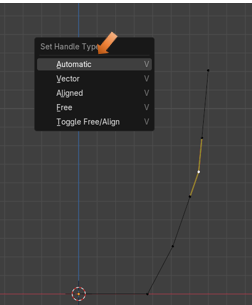 Set Handle Type
Automatic V
Vector V
Aligned V
Free V
Toggle Free/Align V